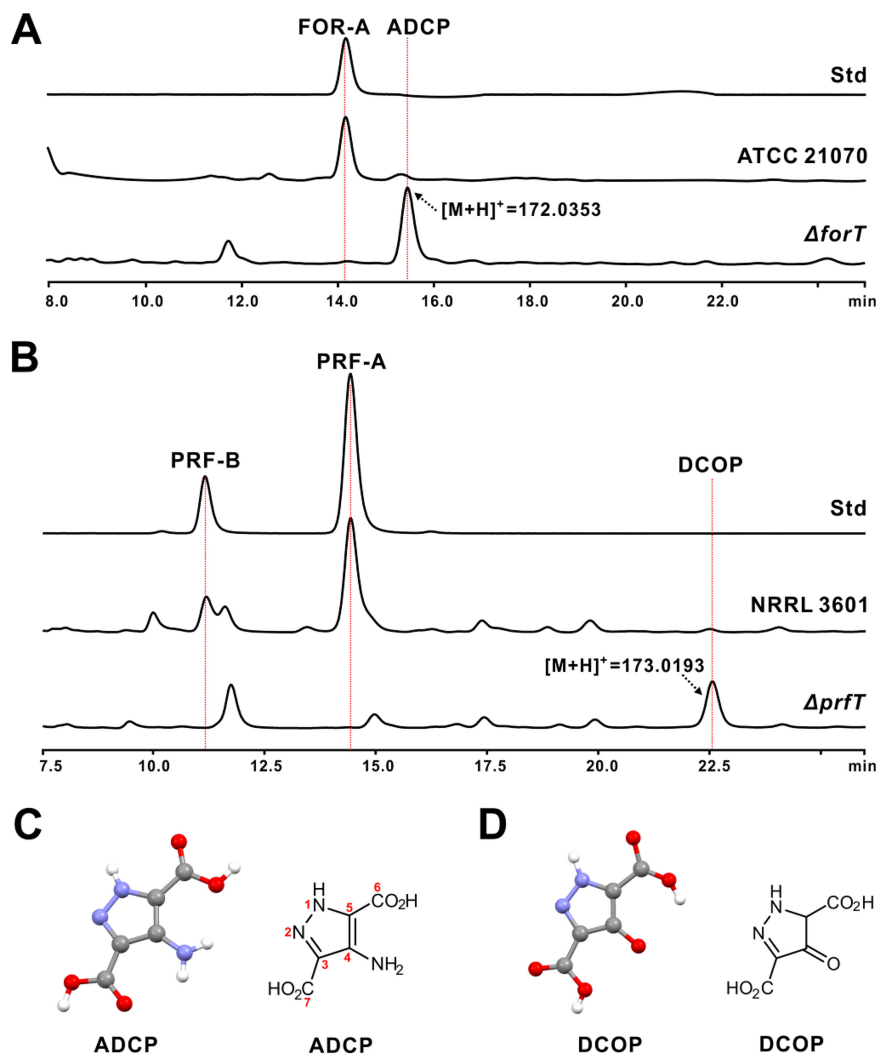 A
FOR-A ADCP
Std
ATCC 21070
[M+H]+=172.0353
ΔforT
8.0 10.0 12.0 14.0 16.0 18.0 20.0 22.0 min
B
PRF-A
PRF-B
DCOP
Std
NRRL 3601
[M+H]+=173.0193
ΔprfT
7.5 10.0 12.5 15.0 17.5 20.0 22.5 min
C
D
H
1
N
6
CO2H
5
2
N
4
NH2
3
HO2C
7
H
N
CO2H
N
O
HO2C
ADCP ADCP DCOP DCOP